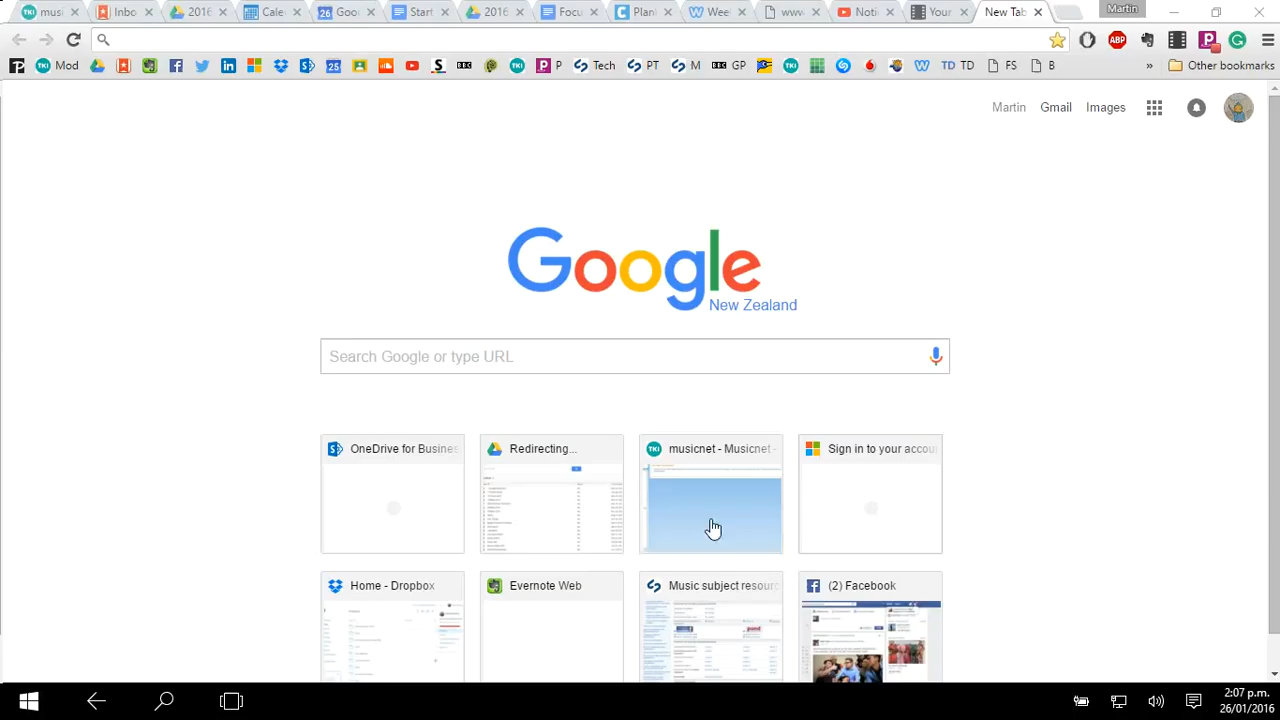 musi Inbo 2016 Cale- Goo Start 2016 Focu Plank Wee www Noti Your New Tab Martin
Mod P Tech PT M GP TD TD FS B » Other bookmarks
Martin Gmail Images
Google
New Zealand
Search Google or type URL
OneDrive for Busine Redirecting... musicnet - Musicnet - Sign in to your accou
Home - Dropbox Evernote Web Music subject resour (2) Facebook
2:07 p.m.
26/01/2016